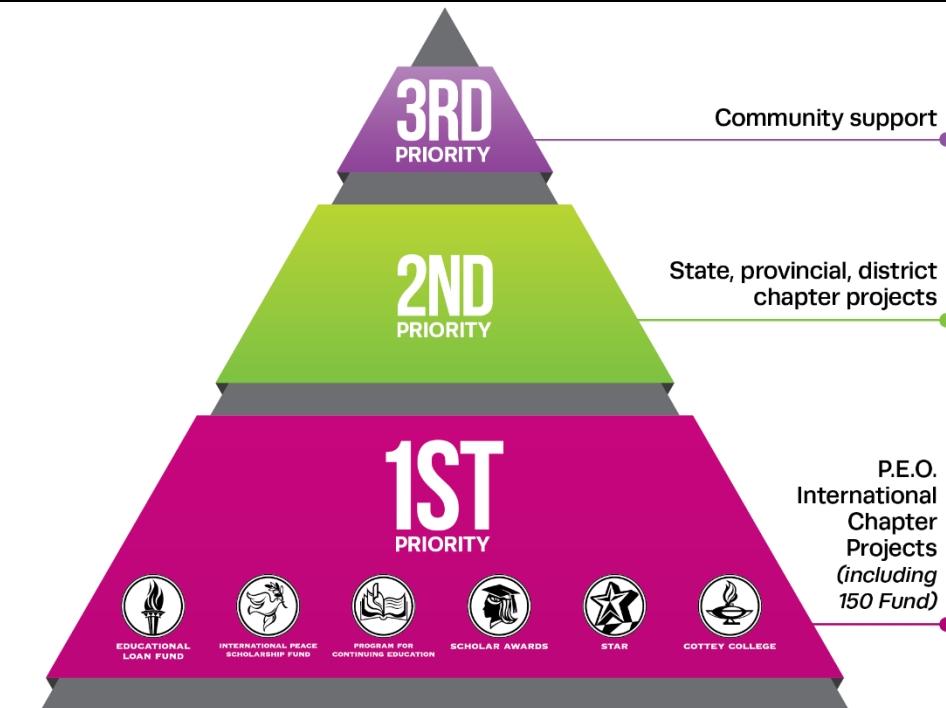 3RD
PRIORITY
Community support
2ND
PRIORITY
State, provincial, district
chapter projects
1ST
PRIORITY
P.E.O.
International
Chapter
Projects
(including
150 Fund)
EDUCATIONAL
LOAN FUND
INTERNATIONAL PEACE
SCHOLARSHIP FUND
PROGRAM FOR
CONTINUING EDUCATION
SCHOLAR AWARDS
STAR
COTTEY COLLEGE